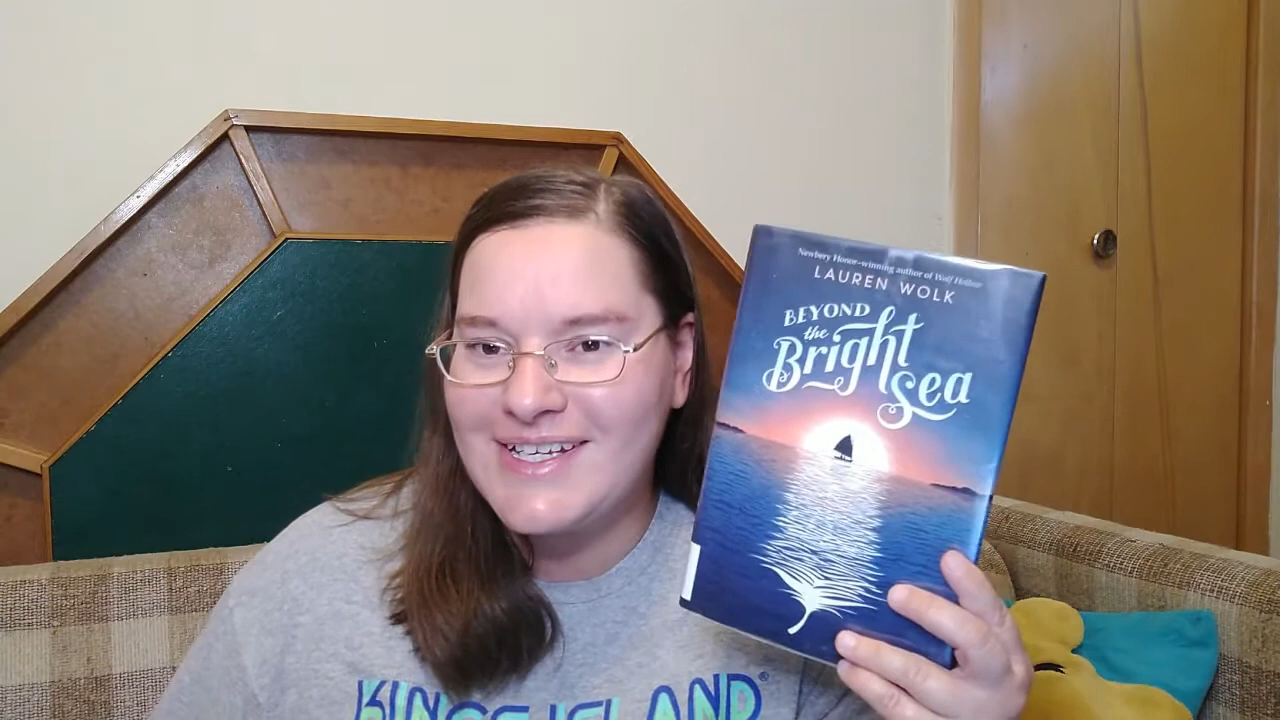 Newbery Honor–winning author of Wolf Hollow
LAUREN WOLK
BEYOND
the
Bright
Sea
KINGS ISLAND®